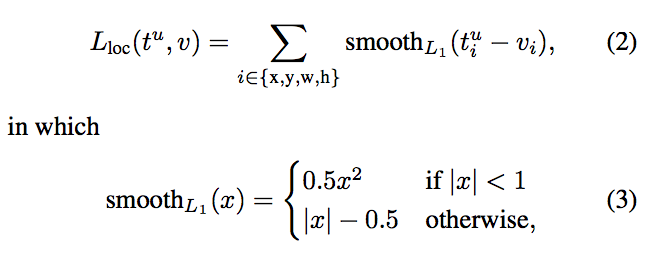 L_loc(t^u, v) = ∑_{i∈{x,y,w,h}} smooth_{L_1}(t_i^u − v_i), (2)
in which
smooth_{L_1}(x) = { 0.5x^2 if |x| < 1
|x| − 0.5 otherwise, (3)